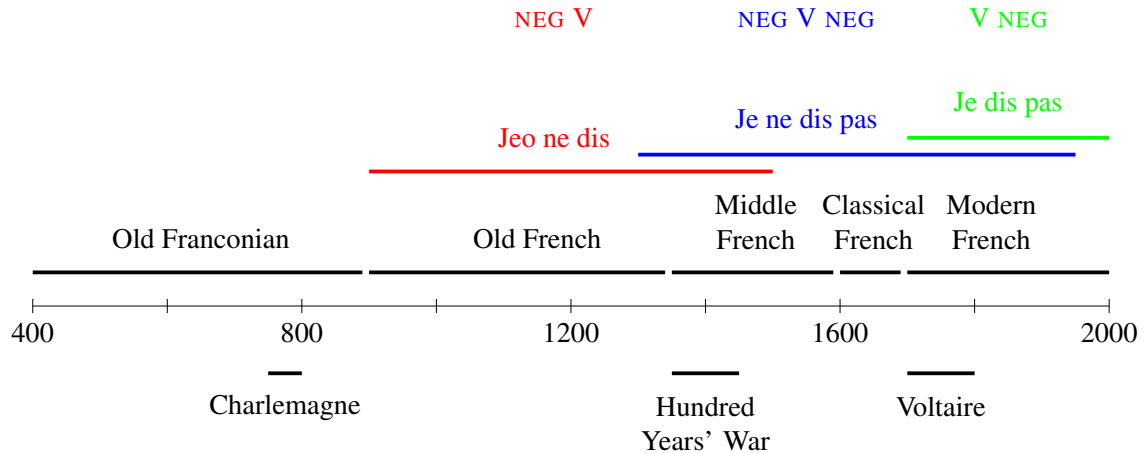 NEG V NEG V NEG V NEG
Je dis pas
Je ne dis pas
Jeo ne dis
Middle Classical Modern
Old Franconian Old French French French French
400 800 1200 1600 2000
Charlemagne Hundred Voltaire
Years' War